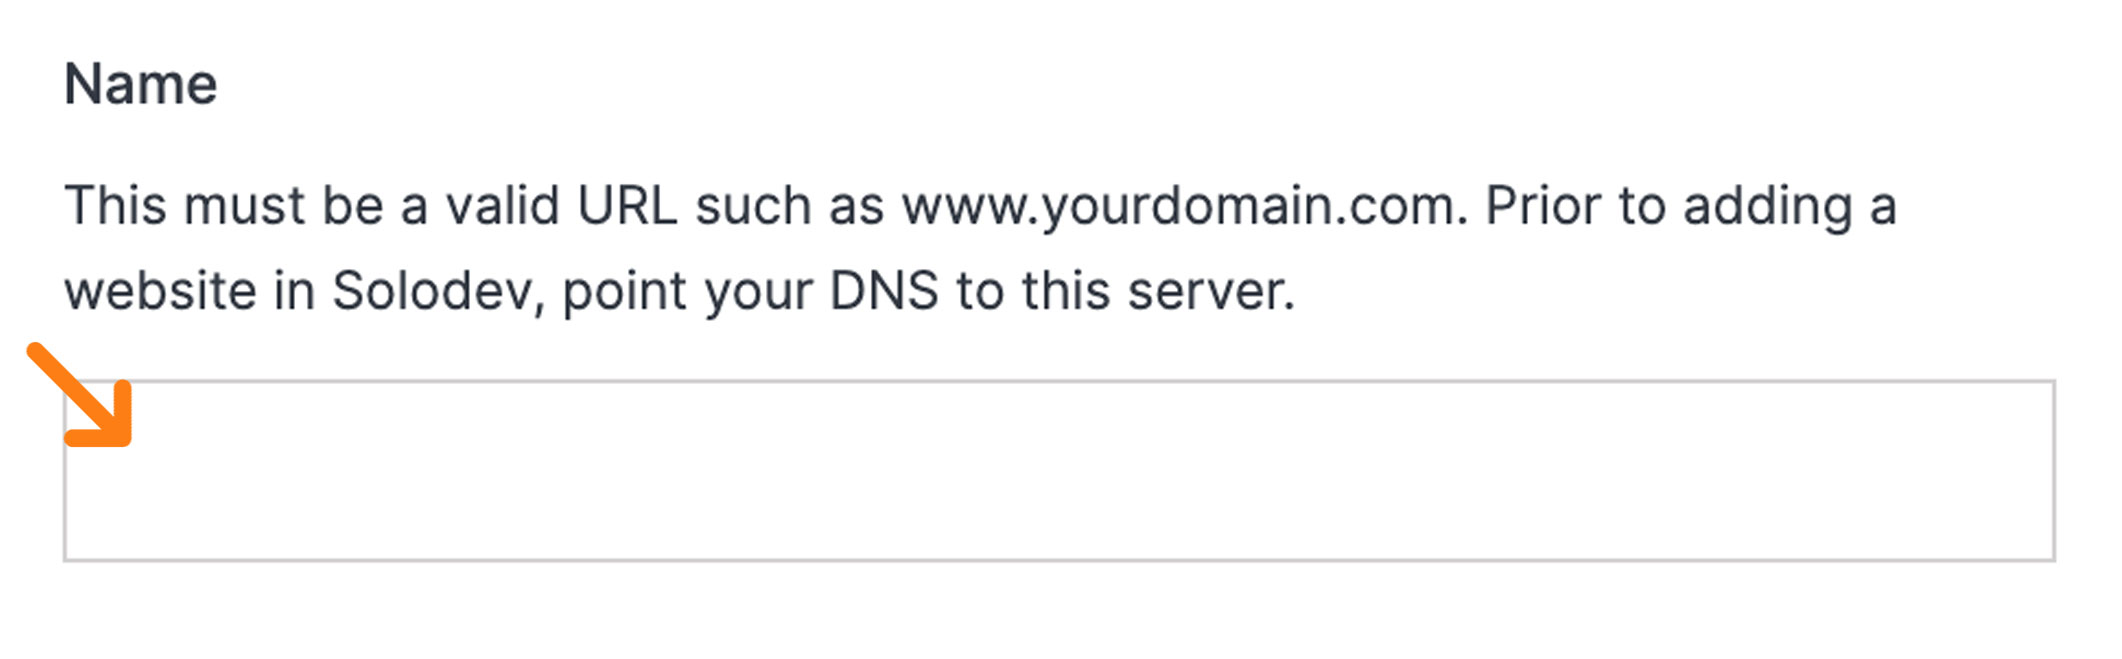 Name
This must be a valid URL such as www.yourdomain.com. Prior to adding a
website in Solodev, point your DNS to this server.